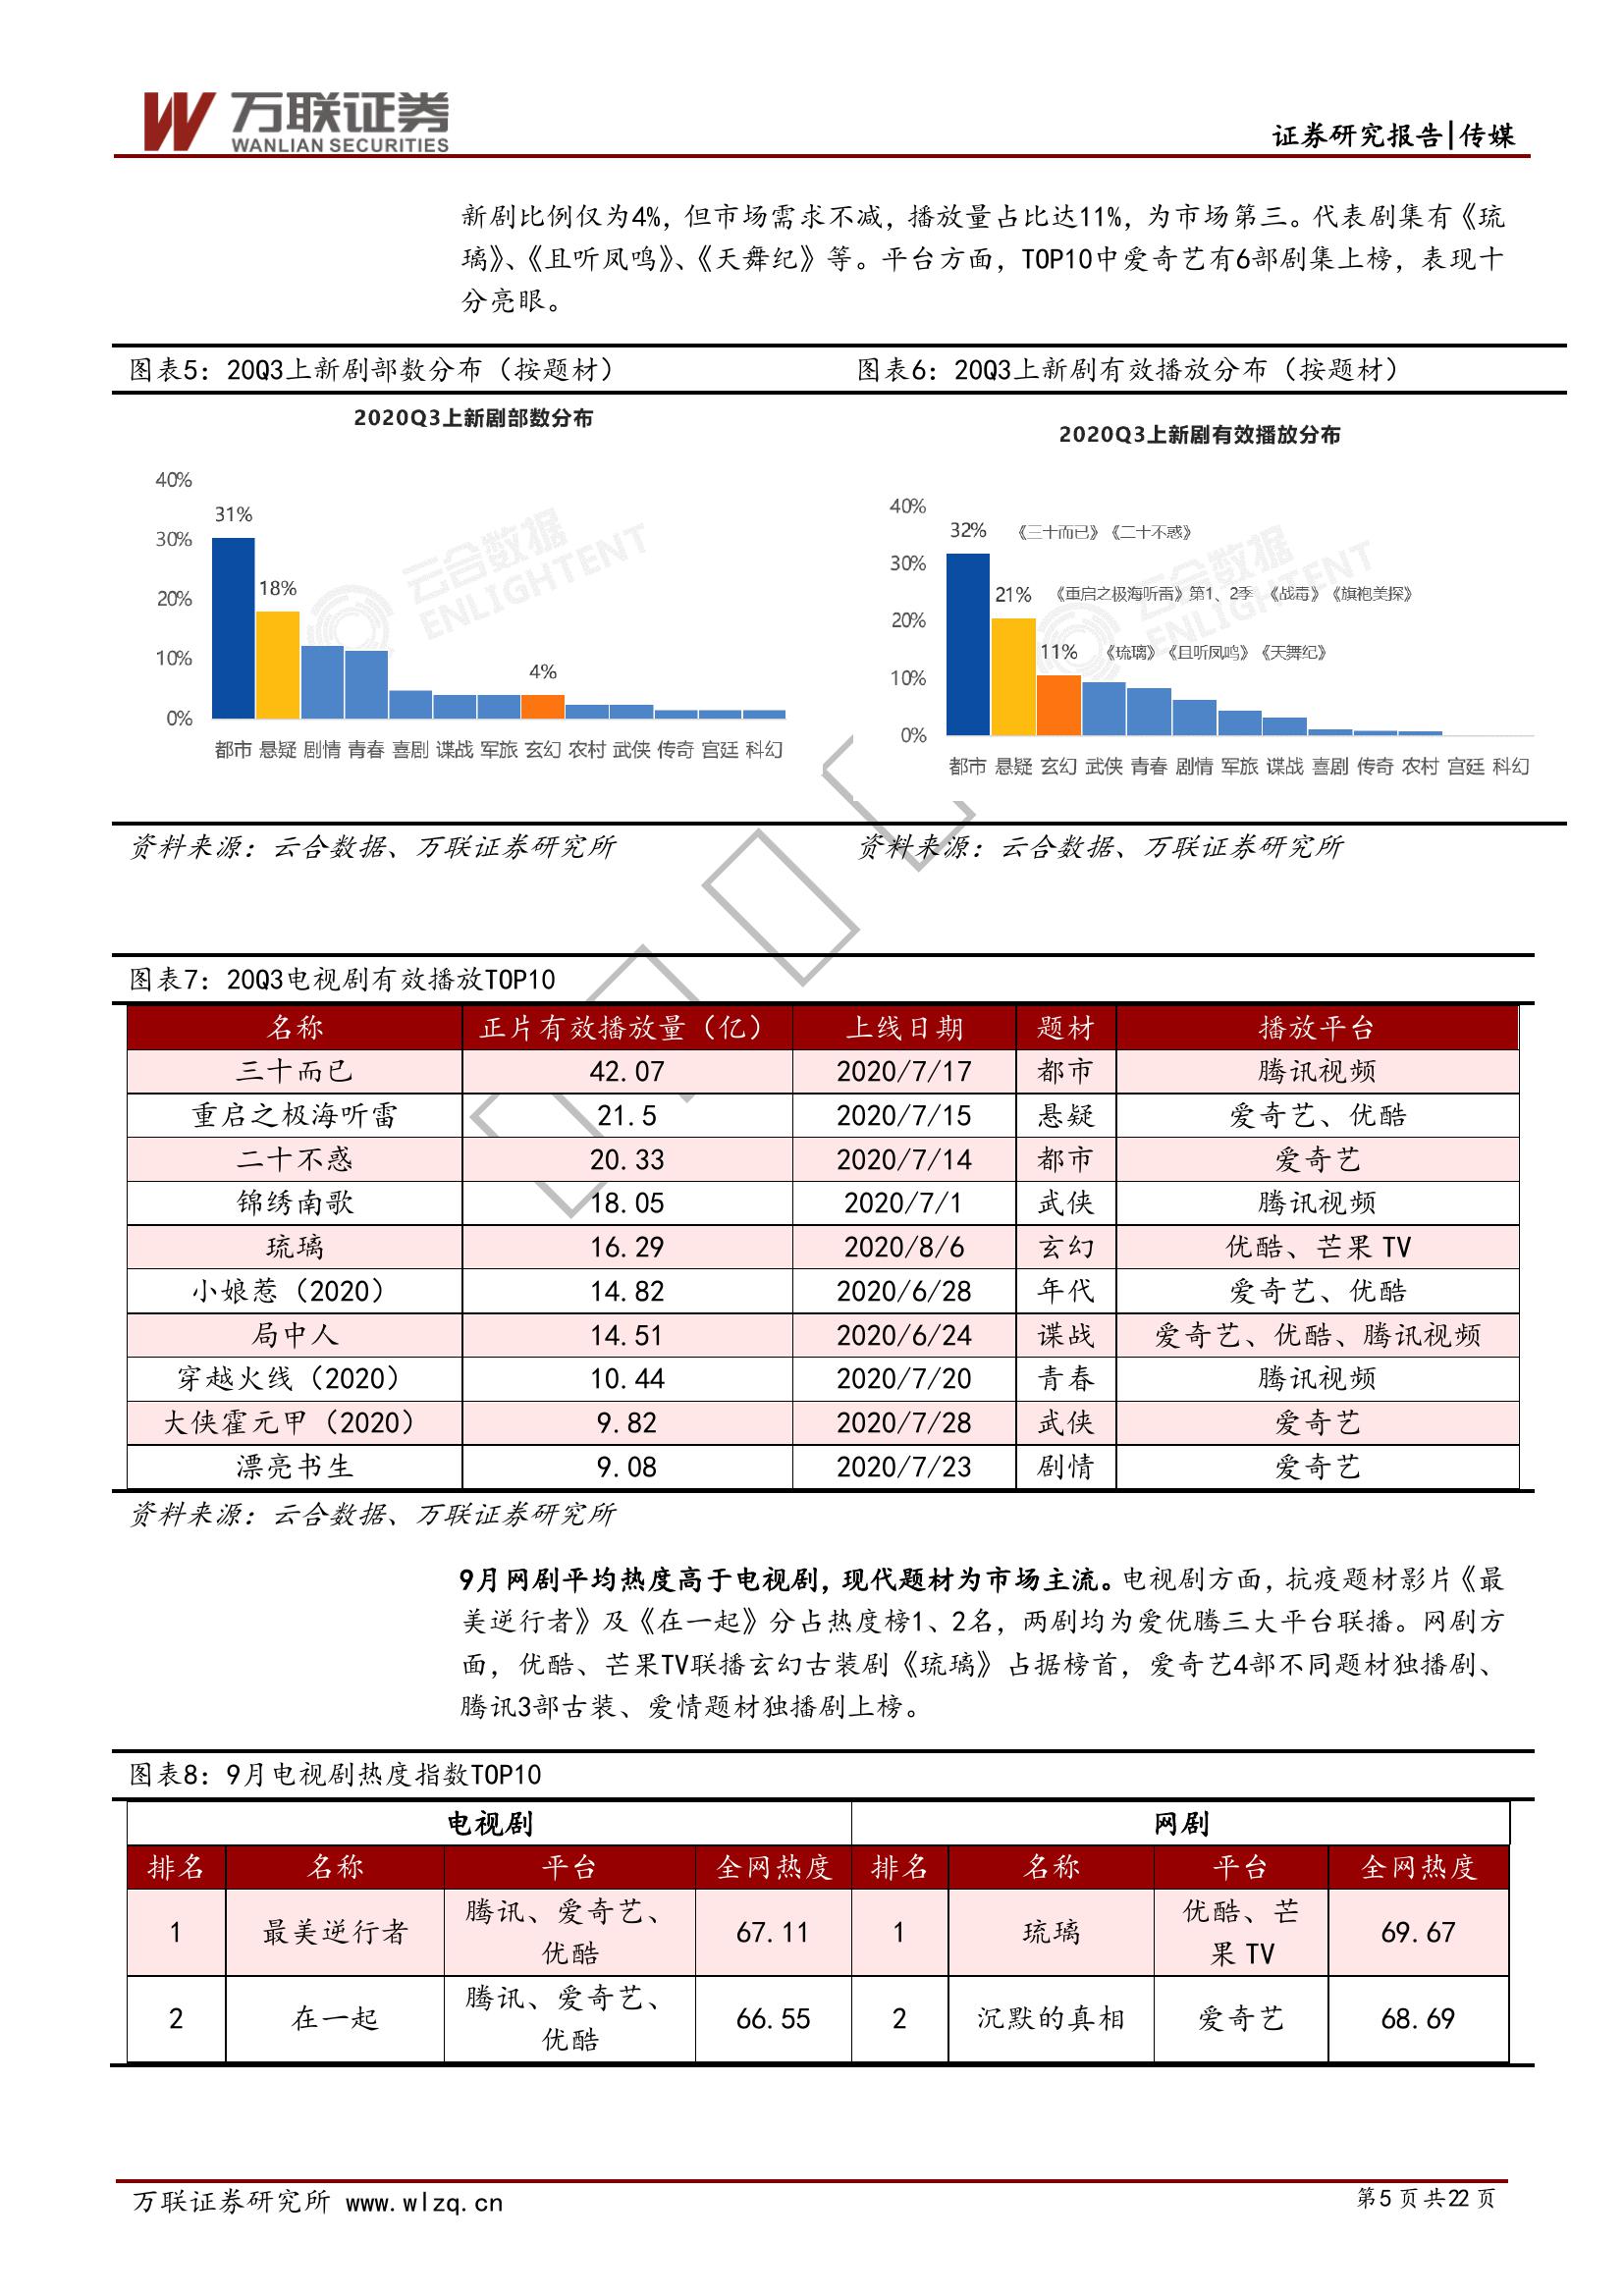 万联证券
WANLIAN SECURITIES
证券研究报告|传媒
新剧比例仅为4%，但市场需求不减，播放量占比达11%，为市场第三。代表剧集有《琉
璃》、《且听凤鸣》、《天舞纪》等。平台方面，TOP10中爱奇艺有6部剧集上榜，表现十
分亮眼。
图表5：20Q3上新剧部数分布（按题材）
2020Q3上新剧部数分布
40%
30%
20%
10%
0%
31%
18%
4%
云合数据
ENLIGHTENT
都市 悬疑 剧情 青春 喜剧 谍战 军旅 玄幻 农村 武侠 传奇 宫廷 科幻
资料来源：云合数据、万联证券研究所
图表6：20Q3上新剧有效播放分布（按题材）
2020Q3上新剧有效播放分布
40%
30%
20%
10%
0%
32% 《三十而已》《二十不惑》
21% 《重启之极海听雷》第1、2季 《战毒》《旗袍美探》
11% 《琉璃》《且听凤鸣》《天舞纪》
云合数据
ENLIGHTENT
都市 悬疑 玄幻 武侠 青春 剧情 军旅 谍战 喜剧 传奇 农村 宫廷 科幻
资料来源：云合数据、万联证券研究所
图表7：20Q3电视剧有效播放TOP10
名称 正片有效播放量（亿） 上线日期 题材 播放平台
三十而已 42.07 2020/7/17 都市 腾讯视频
重启之极海听雷 21.5 2020/7/15 悬疑 爱奇艺、优酷
二十不惑 20.33 2020/7/14 都市 爱奇艺
锦绣南歌 18.05 2020/7/1 武侠 腾讯视频
琉璃 16.29 2020/8/6 玄幻 优酷、芒果 TV
小娘惹（2020） 14.82 2020/6/28 年代 爱奇艺、优酷
局中人 14.51 2020/6/24 谍战 爱奇艺、优酷、腾讯视频
穿越火线（2020） 10.44 2020/7/20 青春 腾讯视频
大侠霍元甲（2020） 9.82 2020/7/28 武侠 爱奇艺
漂亮书生 9.08 2020/7/23 剧情 爱奇艺
资料来源：云合数据、万联证券研究所
9月网剧平均热度高于电视剧，现代题材为市场主流。电视剧方面，抗疫题材影片《最
美逆行者》及《在一起》分占热度榜1、2名，两剧均为爱优腾三大平台联播。网剧方
面，优酷、芒果TV联播玄幻古装剧《琉璃》占据榜首，爱奇艺4部不同题材独播剧、
腾讯3部古装、爱情题材独播剧上榜。
图表8：9月电视剧热度指数TOP10
电视剧 网剧
排名 名称 平台 全网热度 排名 名称 平台 全网热度
1 最美逆行者 腾讯、爱奇艺、优酷 67.11 1 琉璃 优酷、芒果 TV 69.67
2 在一起 腾讯、爱奇艺、优酷 66.55 2 沉默的真相 爱奇艺 68.69
万联证券研究所 www.wlzq.cn
第5 页共22 页